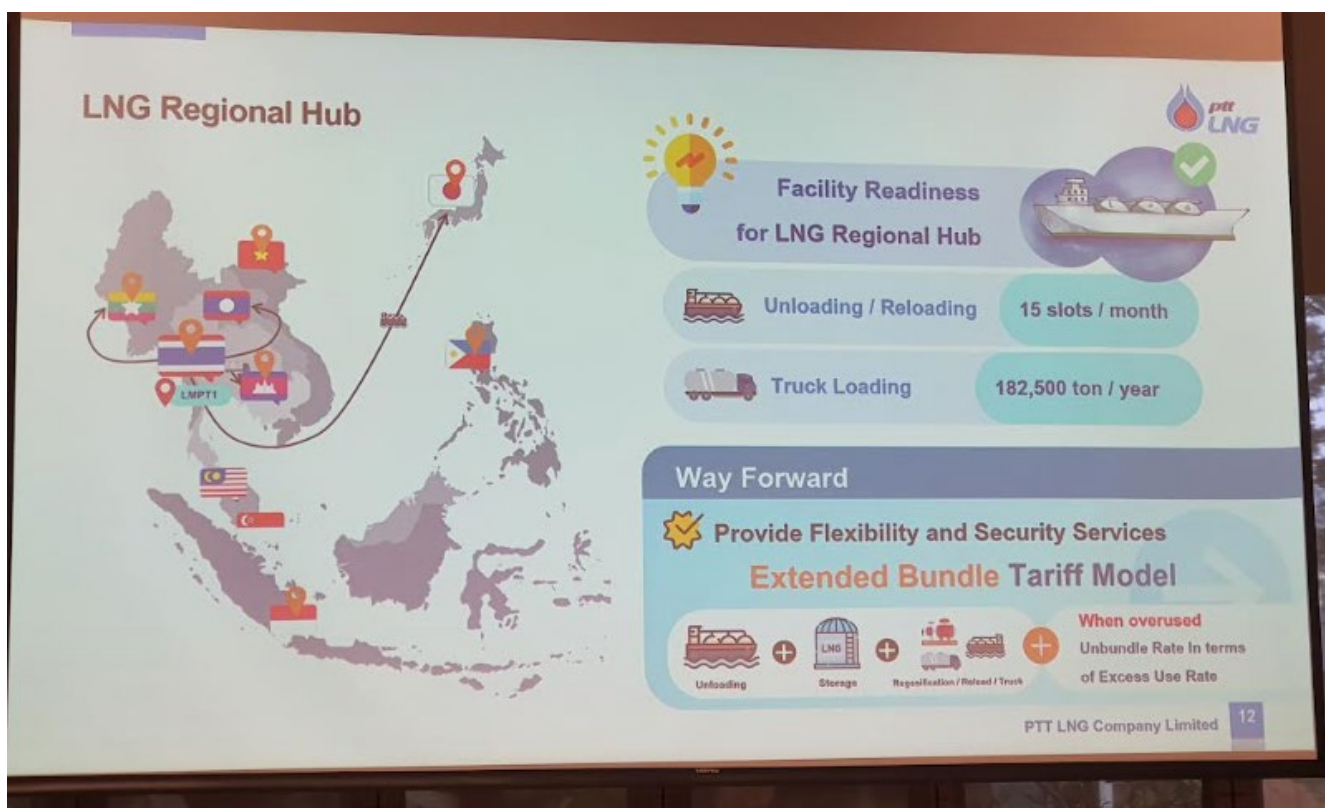 LNG Regional Hub
ptt
LNG
LMPT1
Facility Readiness
for LNG Regional Hub
Unloading / Reloading
15 slots / month
Truck Loading
182,500 ton / year
Way Forward
Provide Flexibility and Security Services
Extended Bundle Tariff Model
Unloading
LNG
Storage
Regasification / Reload / Truck
When overused
Unbundle Rate In terms
of Excess Use Rate
PTT LNG Company Limited
12